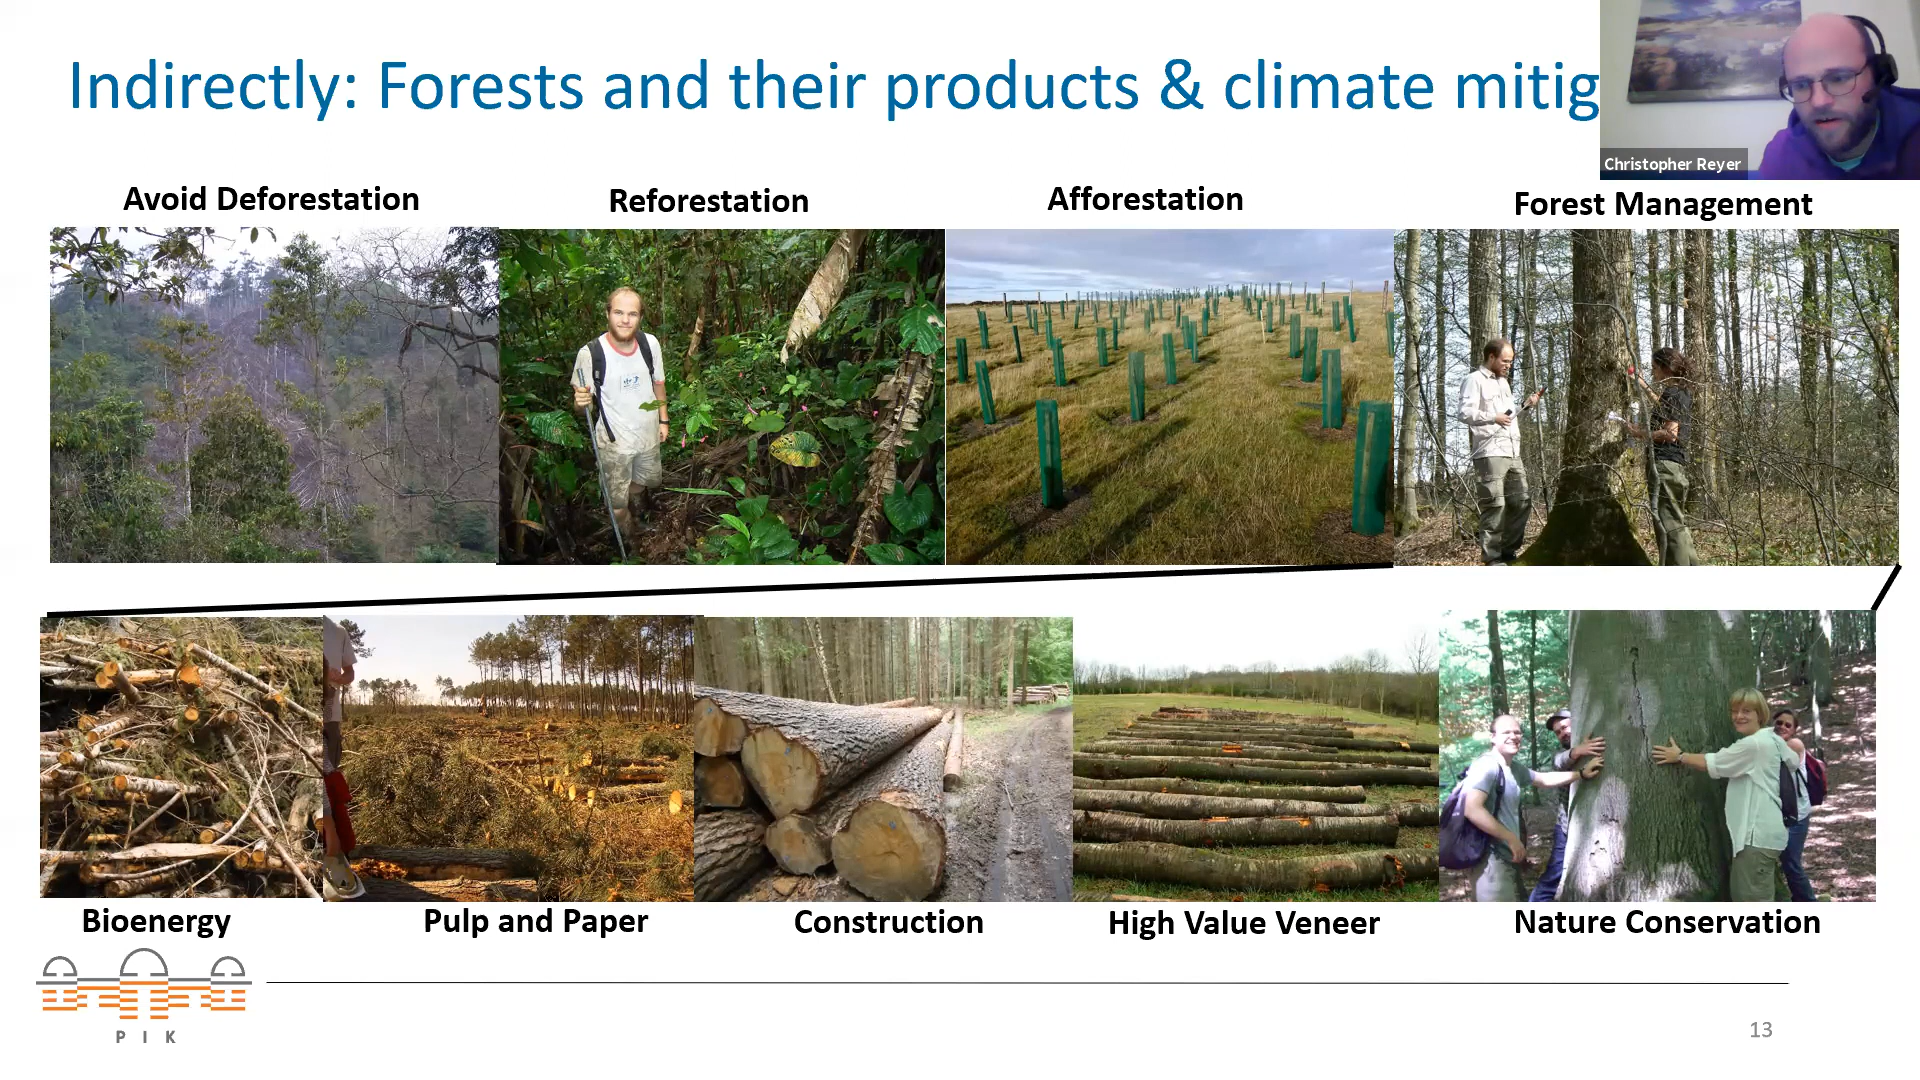 Indirectly: Forests and their products & climate mitig
Christopher Reyer
Avoid Deforestation
Reforestation
Afforestation
Forest Management
Bioenergy
Pulp and Paper
Construction
High Value Veneer
Nature Conservation
PIK
13